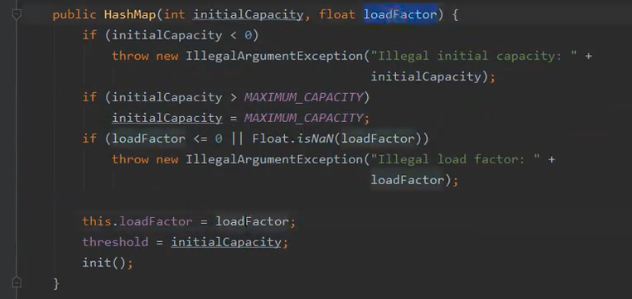 public HashMap(int initialCapacity, float loadFactor) {
if (initialCapacity < 0)
throw new IllegalArgumentException("Illegal initial capacity: " +
initialCapacity);
if (initialCapacity > MAXIMUM_CAPACITY)
initialCapacity = MAXIMUM_CAPACITY;
if (loadFactor <= 0 || Float.isNaN(loadFactor))
throw new IllegalArgumentException("Illegal load factor: " +
loadFactor);
this.loadFactor = loadFactor;
threshold = initialCapacity;
init();
}